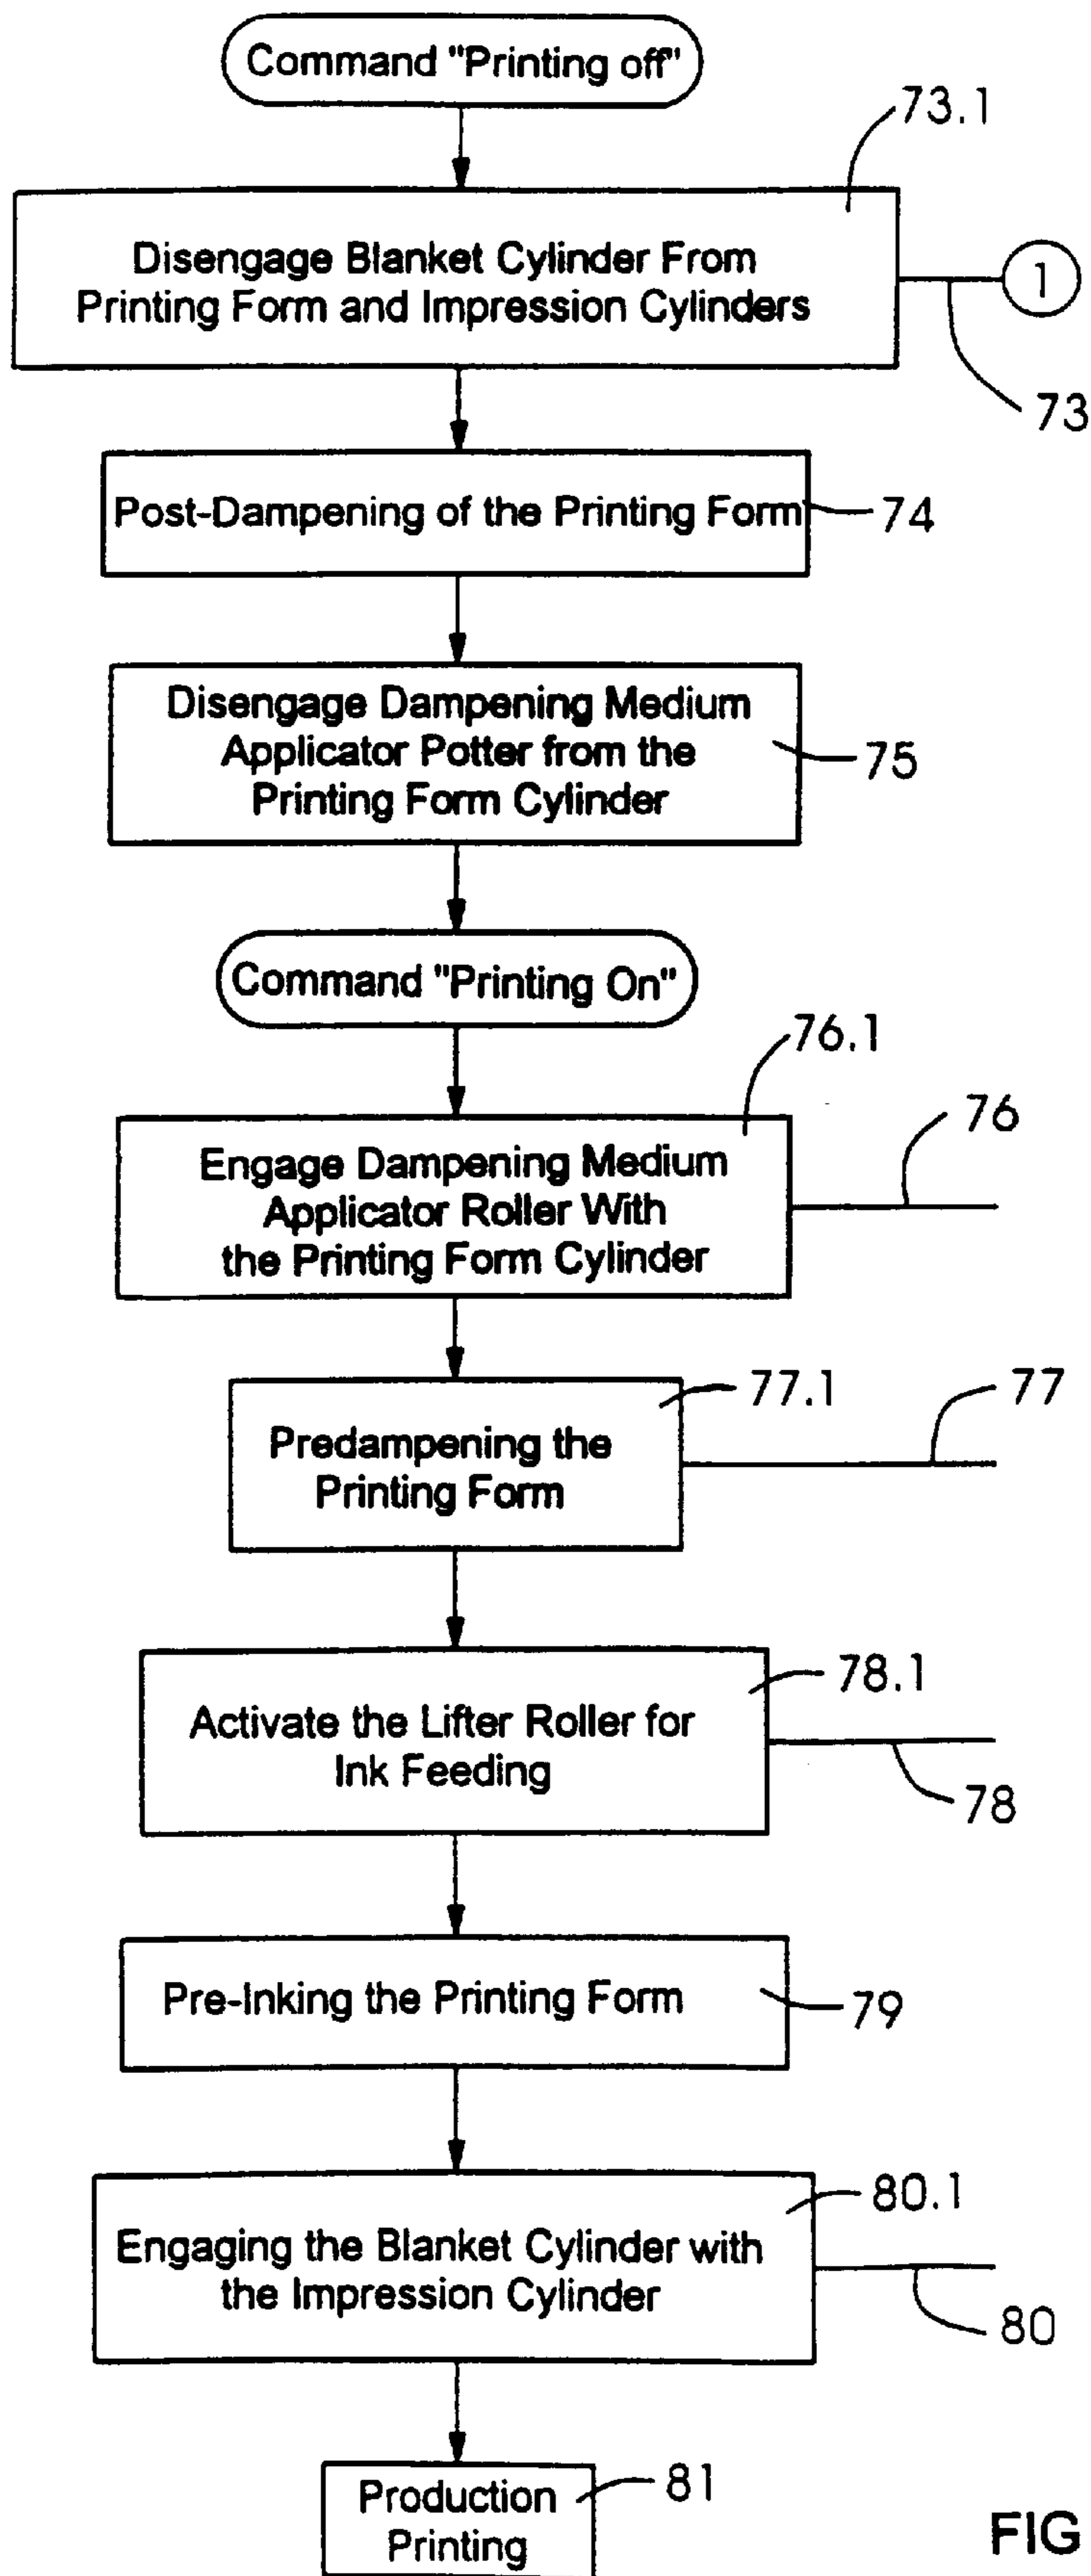 Command "Printing off"
73.1
Disengage Blanket Cylinder From
Printing Form and Impression Cylinders
1
73
Post-Dampening of the Printing Form
74
Disengage Dampening Medium
Applicator Potter from the
Printing Form Cylinder
75
Command "Printing On"
76.1
76
Engage Dampening Medium
Applicator Roller With
the Printing Form Cylinder
77.1
77
Predampening the
Printing Form
78.1
Activate the Lifter Roller for
Ink Feeding
78
Pre-Inking the Printing Form
79
80.1
Engaging the Blanket Cylinder with
the Impression Cylinder
80
Production
Printing
81
FIG